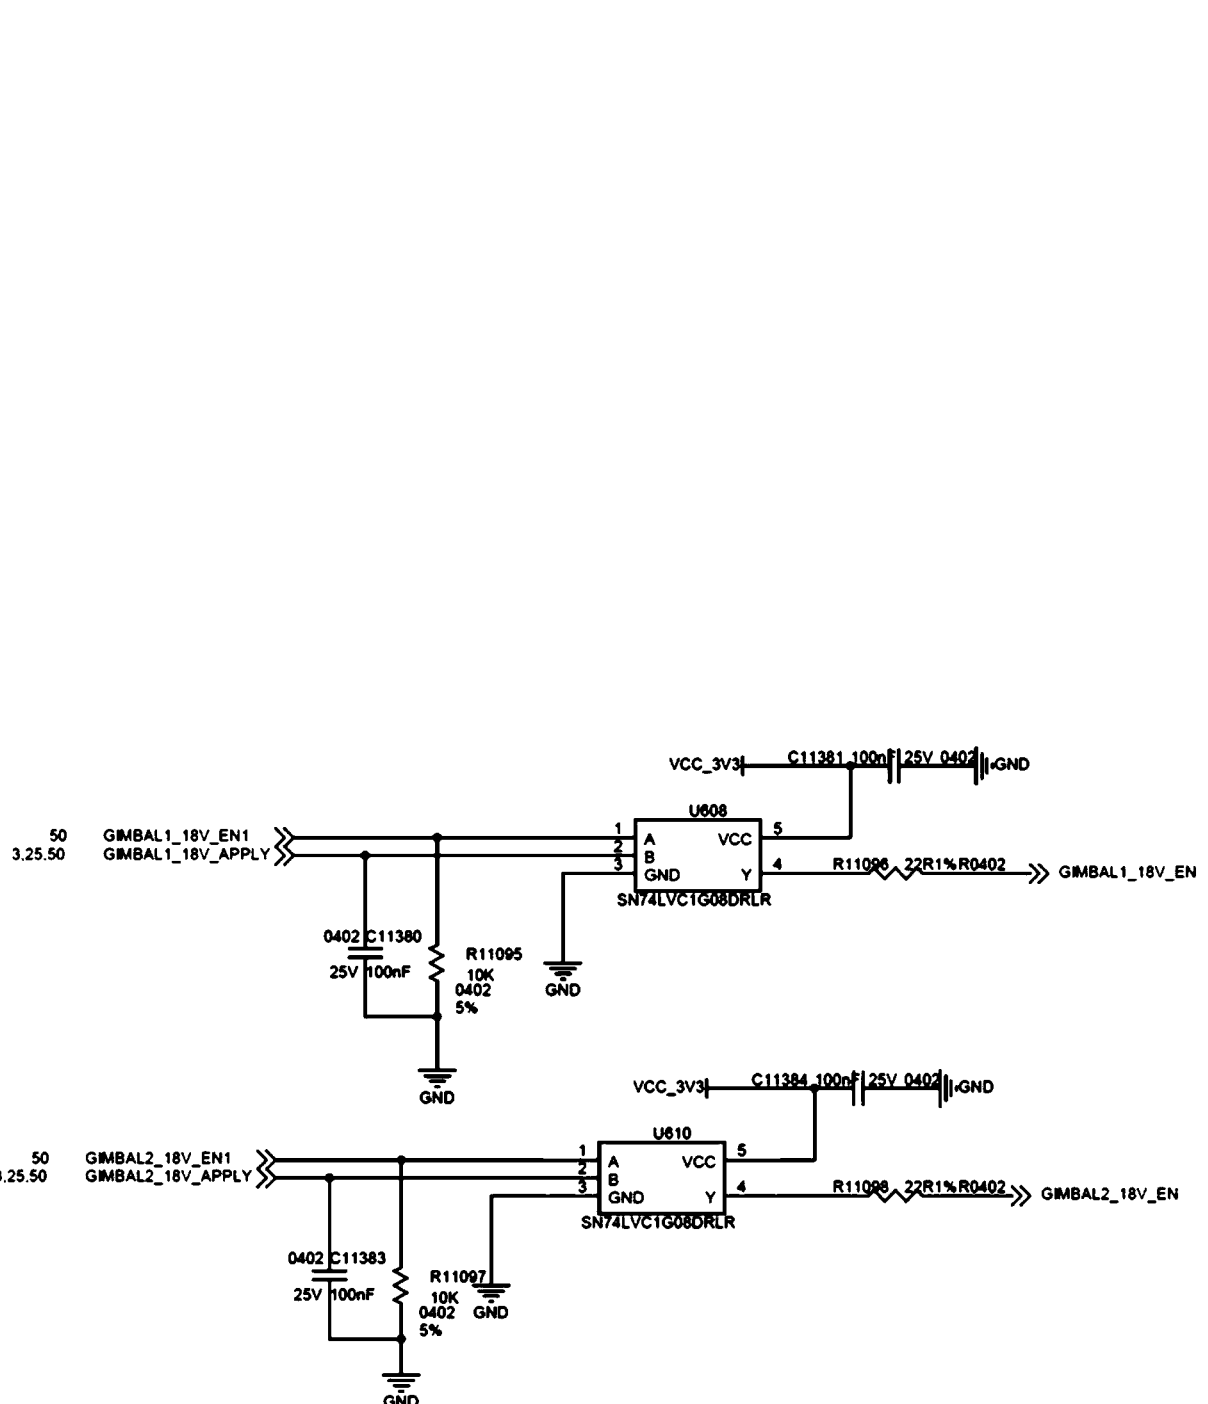 VCC_3V3 C11381 100nF 25V 0402 GND
U608
50 GIMBAL1_18V_EN1 1 A VCC 5
3.25.50 GIMBAL1_18V_APPLY 2 B
3 GND Y 4 R11096 22R1% R0402 GIMBAL1_18V_EN
SN74LVC1G08DRLR
0402 C11380
25V 100nF
R11095
10K
0402
5%
GND
GND
VCC_3V3 C11384 100nF 25V 0402 GND
U610
50 GIMBAL2_18V_EN1 1 A VCC 5
3.25.50 GIMBAL2_18V_APPLY 2 B
3 GND Y 4 R11098 22R1% R0402 GIMBAL2_18V_EN
SN74LVC1G08DRLR
0402 C11383
25V 100nF
R11097
10K
0402
5%
GND
GND